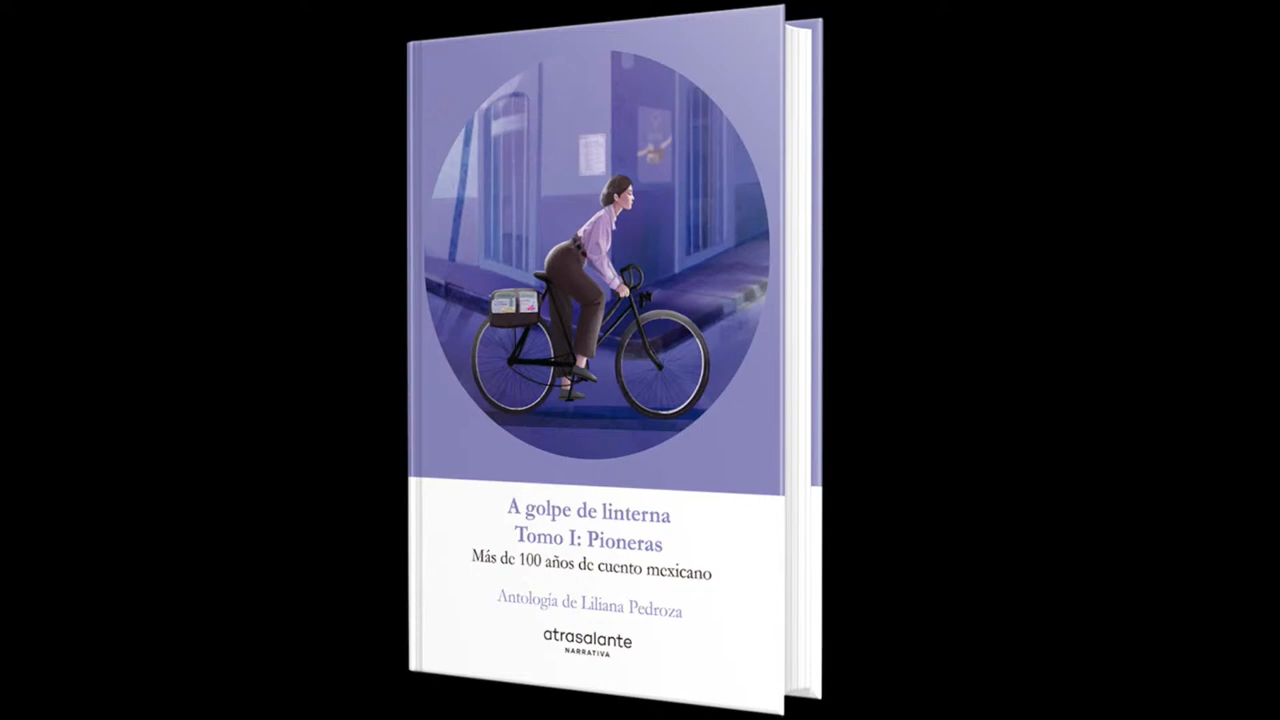 A golpe de linterna
Tomo I: Pioneras
Más de 100 años de cuento mexicano
Antología de Liliana Pedroza
atrasalante
NARRATIVA